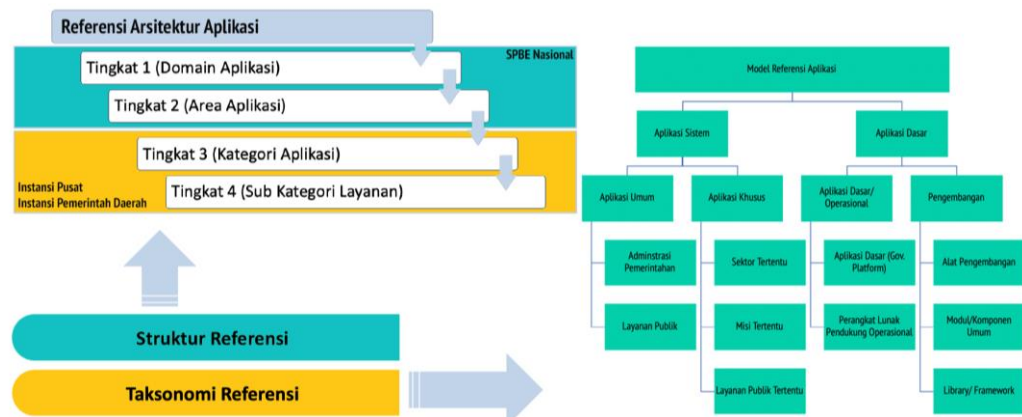 Referensi Arsitektur Aplikasi
SPBE Nasional
Tingkat 1 (Domain Aplikasi)
Tingkat 2 (Area Aplikasi)
Tingkat 3 (Kategori Aplikasi)
Tingkat 4 (Sub Kategori Layanan)
Instansi Pusat
Instansi Pemerintah Daerah
Struktur Referensi
Taksonomi Referensi
Model Referensi Aplikasi
Aplikasi Sistem
Aplikasi Dasar
Aplikasi Umum
Aplikasi Khusus
Aplikasi Dasar/
Operasional
Pengembangan
Adminstrasi
Pemerintahan
Sektor Tertentu
Aplikasi Dasar (Gov.
Platform)
Alat Pengembangan
Layanan Publik
Misi Tertentu
Perangkat Lunak
Pendukung Operasional
Modul/Komponen
Umum
Layanan Publik Tertentu
Library/ Framework